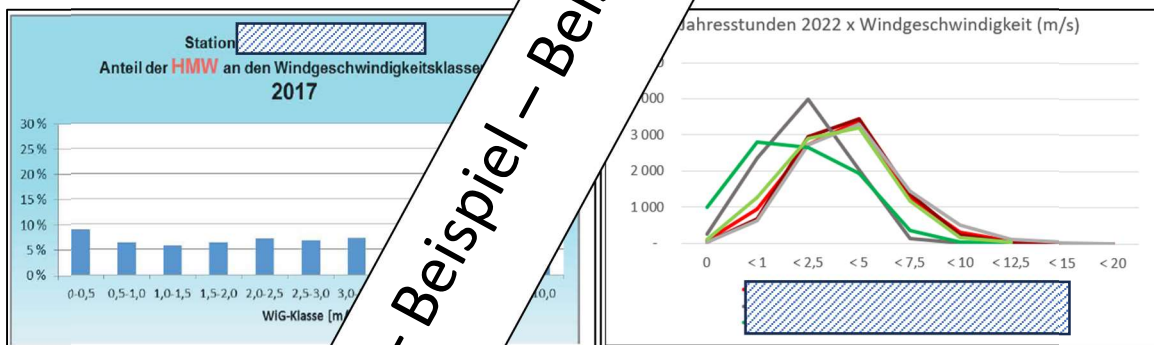 Station
Anteil der HMW an den Windgeschwindigkeitsklassen
2017
30 %
25 %
20 %
15 %
10 %
5 %
0 %
0-0,5 0,5-1,0 1,0-1,5 1,5-2,0 2,0-2,5 2,5-3,0
WiG-Klasse
– Beispiel – Bei
Jahresstunden 2022 x Windgeschwindigkeit (m/s)
3 000
2 000
1 000
-
0 < 1 < 2,5 < 5 < 7,5 < 10 < 12,5 < 15 < 20